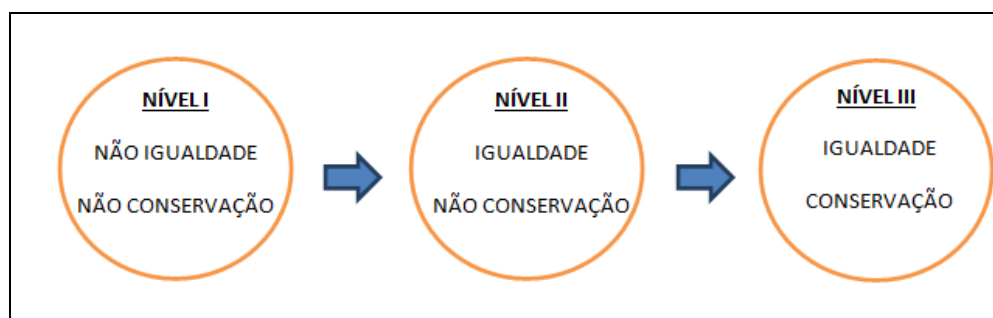 NÍVEL I
NÃO IGUALDADE
NÃO CONSERVAÇÃO
NÍVEL II
IGUALDADE
NÃO CONSERVAÇÃO
NÍVEL III
IGUALDADE
CONSERVAÇÃO